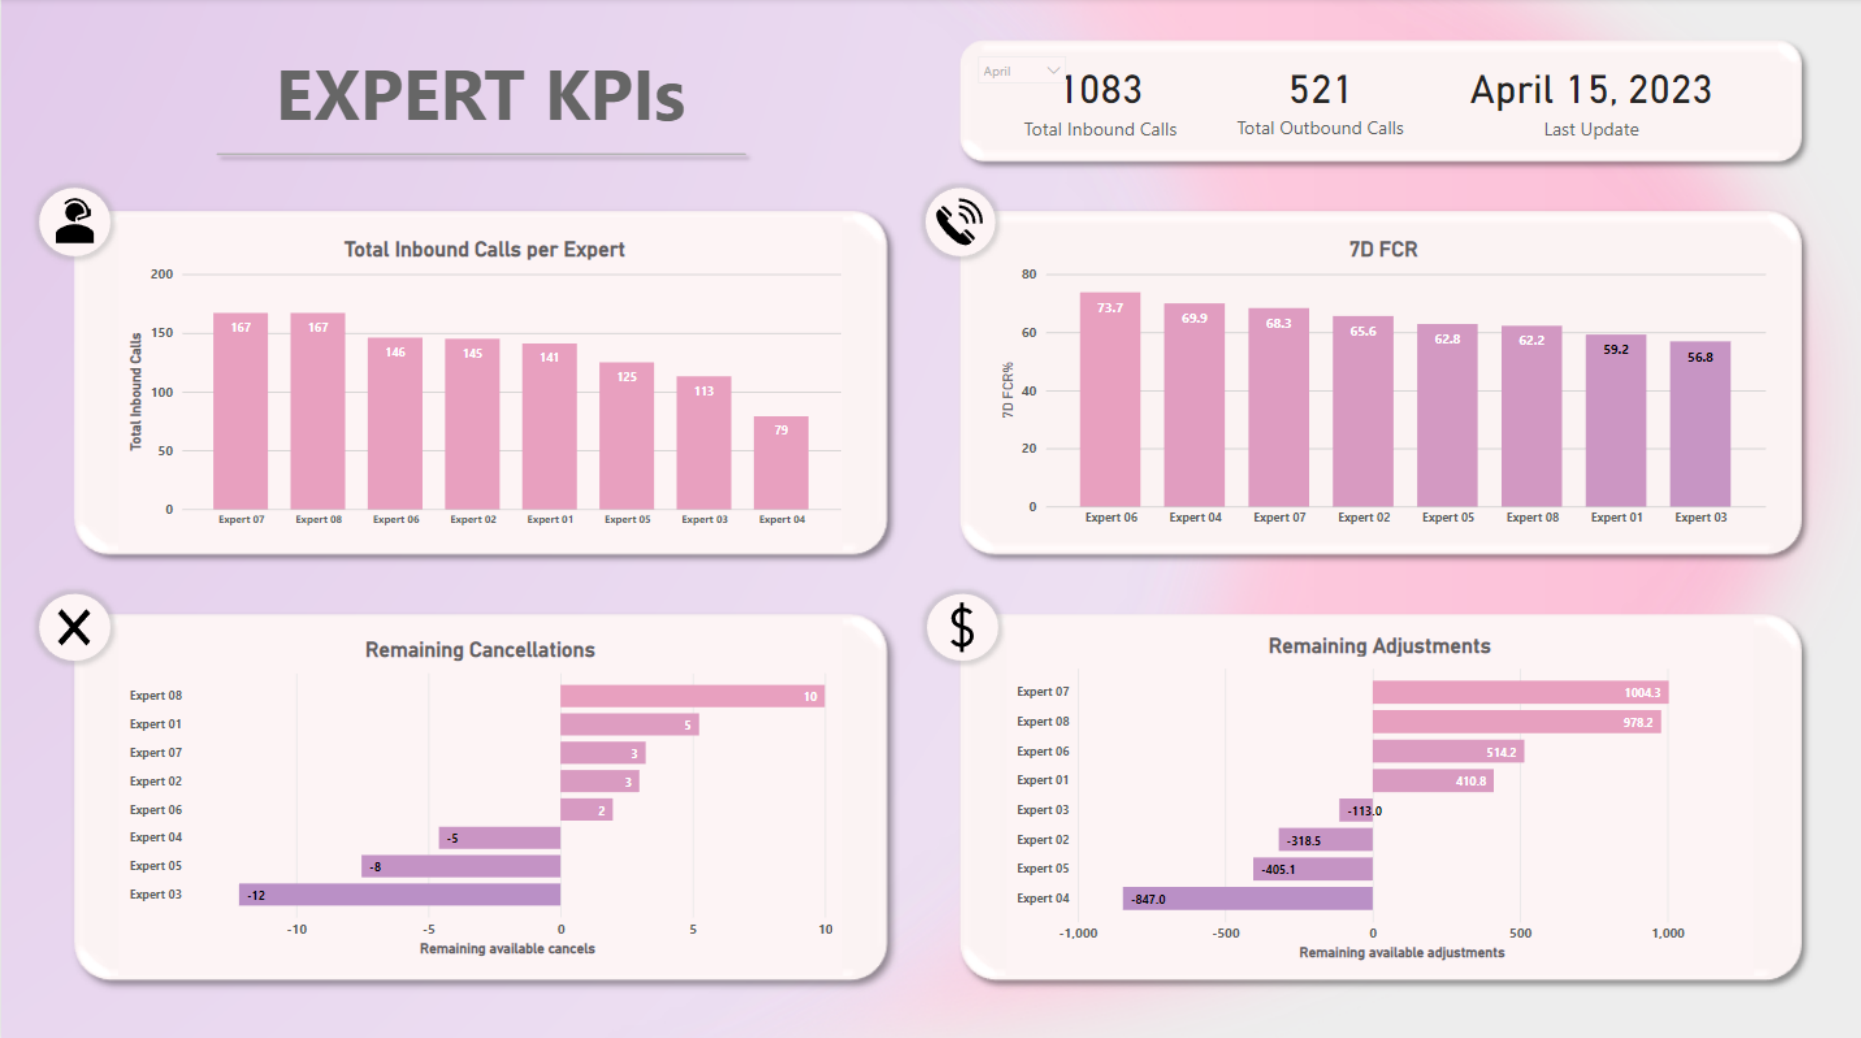 EXPERT KPIs
April
1083
Total Inbound Calls
521
Total Outbound Calls
April 15, 2023
Last Update
Total Inbound Calls per Expert
Total Inbound Calls
200
150
100
50
0
167
167
146
145
141
125
113
79
Expert 07 Expert 08 Expert 06 Expert 02 Expert 01 Expert 05 Expert 03 Expert 04
7D FCR
7D FCR%
80
60
40
20
0
73.7
69.9
68.3
65.6
62.8
62.2
59.2
56.8
Expert 06 Expert 04 Expert 07 Expert 02 Expert 05 Expert 08 Expert 01 Expert 03
Remaining Cancellations
Expert 08 10
Expert 01 5
Expert 07 3
Expert 02 3
Expert 06 2
Expert 04 -5
Expert 05 -8
Expert 03 -12
-10 -5 0 5 10
Remaining available cancels
$
Remaining Adjustments
Expert 07 1004.3
Expert 08 978.2
Expert 06 514.2
Expert 01 410.8
Expert 03 -113.0
Expert 02 -318.5
Expert 05 -405.1
Expert 04 -847.0
-1,000 -500 0 500 1,000
Remaining available adjustments